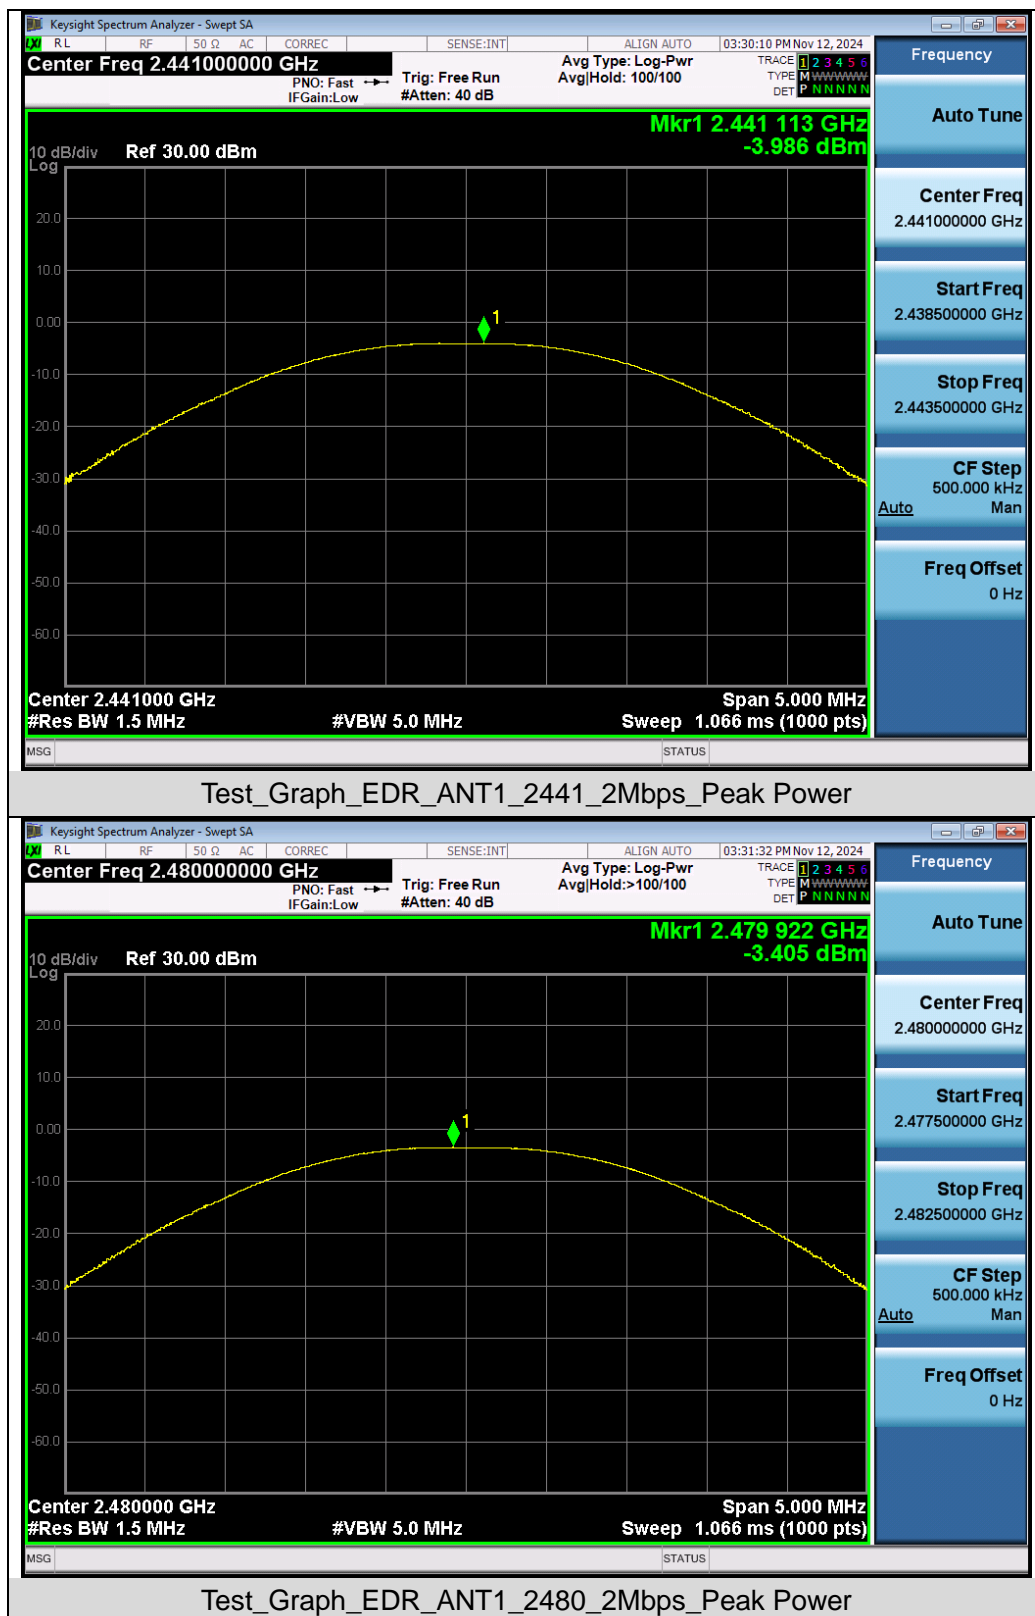 Keysight Spectrum Analyzer - Swept SA
LXI RL RF 50 Ω AC CORREC SENSE:INT ALIGN AUTO 03:30:10 PM Nov 12, 2024
Center Freq 2.441000000 GHz
PNO: Fast
IFGain:Low
Trig: Free Run
#Atten: 40 dB
Avg Type: Log-Pwr
Avg|Hold: 100/100
TRACE 1 2 3 4 5 6
TYPE M WWWWW
DET P N N N N N
Mkr1 2.441 113 GHz
-3.986 dBm
10 dB/div Ref 30.00 dBm
Log
20.0
10.0
0.00
-10.0
-20.0
-30.0
-40.0
-50.0
-60.0
1
Center 2.441000 GHz Span 5.000 MHz
#Res BW 1.5 MHz #VBW 5.0 MHz Sweep 1.066 ms (1000 pts)
MSG STATUS
Frequency
Auto Tune
Center Freq
2.441000000 GHz
Start Freq
2.438500000 GHz
Stop Freq
2.443500000 GHz
CF Step
500.000 kHz
Auto Man
Freq Offset
0 Hz
Test_Graph_EDR_ANT1_2441_2Mbps_Peak Power
Keysight Spectrum Analyzer - Swept SA
LXI RL RF 50 Ω AC CORREC SENSE:INT ALIGN AUTO 03:31:32 PM Nov 12, 2024
Center Freq 2.480000000 GHz
PNO: Fast
IFGain:Low
Trig: Free Run
#Atten: 40 dB
Avg Type: Log-Pwr
Avg|Hold:>100/100
TRACE 1 2 3 4 5 6
TYPE M WWWWW
DET P N N N N N
Mkr1 2.479 922 GHz
-3.405 dBm
10 dB/div Ref 30.00 dBm
Log
20.0
10.0
0.00
-10.0
-20.0
-30.0
-40.0
-50.0
-60.0
1
Center 2.480000 GHz Span 5.000 MHz
#Res BW 1.5 MHz #VBW 5.0 MHz Sweep 1.066 ms (1000 pts)
MSG STATUS
Frequency
Auto Tune
Center Freq
2.480000000 GHz
Start Freq
2.477500000 GHz
Stop Freq
2.482500000 GHz
CF Step
500.000 kHz
Auto Man
Freq Offset
0 Hz
Test_Graph_EDR_ANT1_2480_2Mbps_Peak Power